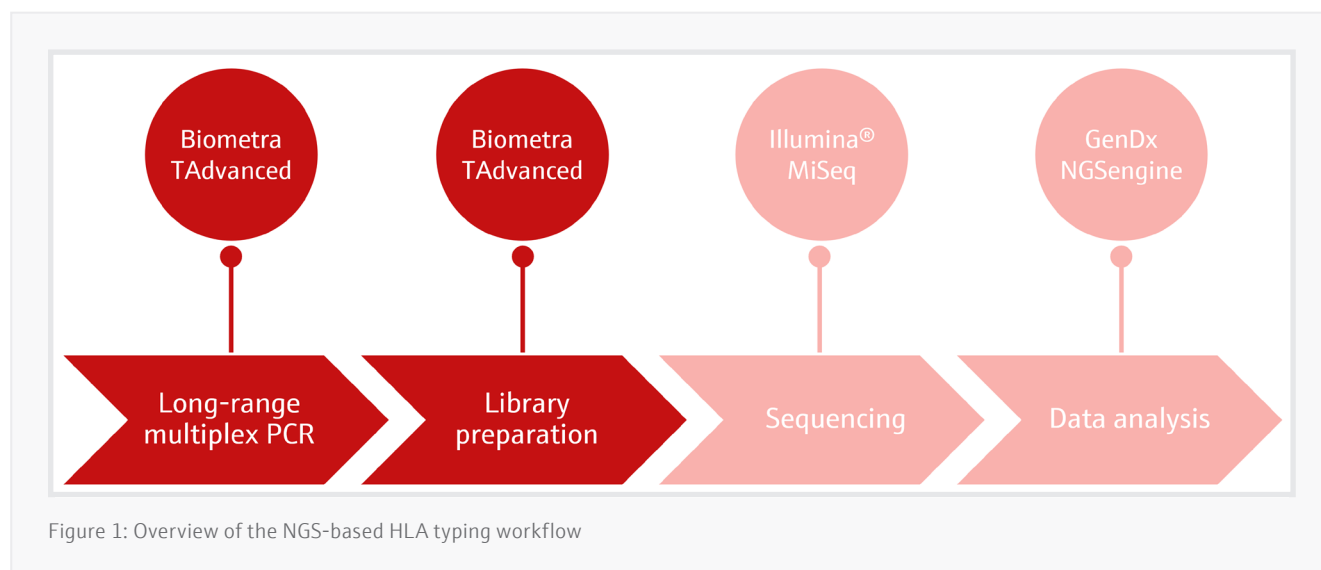 Biometra
TAdvanced
Biometra
TAdvanced
Illumina®
MiSeq
GenDx
NGSengine
Long-range
multiplex PCR
Library
preparation
Sequencing
Data analysis
Figure 1: Overview of the NGS-based HLA typing workflow